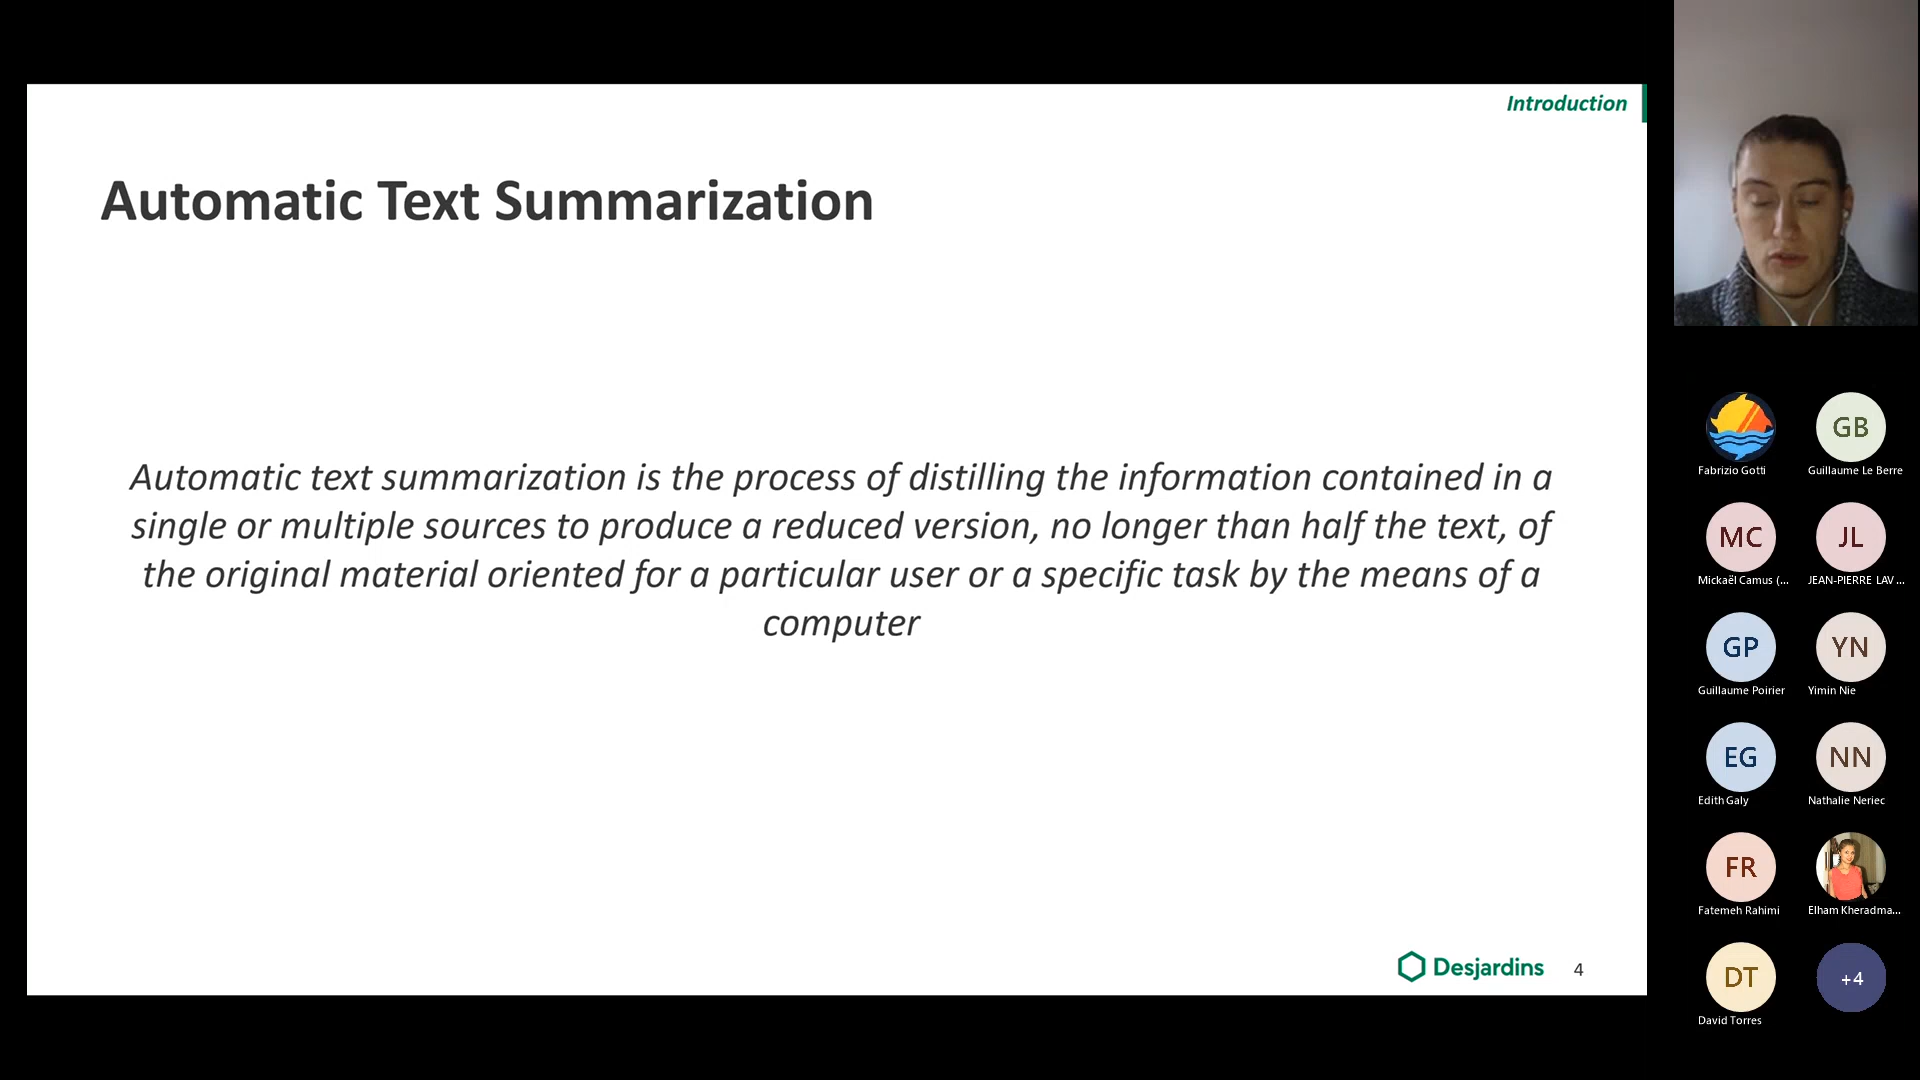 Introduction
Automatic Text Summarization
Automatic text summarization is the process of distilling the information contained in a
single or multiple sources to produce a reduced version, no longer than half the text, of
the original material oriented for a particular user or a specific task by the means of a
computer
Desjardins 4
Fabrizio Gotti
GB
Guillaume Le Berre
MC
Mickaël Camus (...
JL
JEAN-PIERRE LAV ...
GP
Guillaume Poirier
YN
Yimin Nie
EG
Edith Galy
NN
Nathalie Neriec
FR
Fatemeh Rahimi
Elham Kheradma...
DT
David Torres
+4